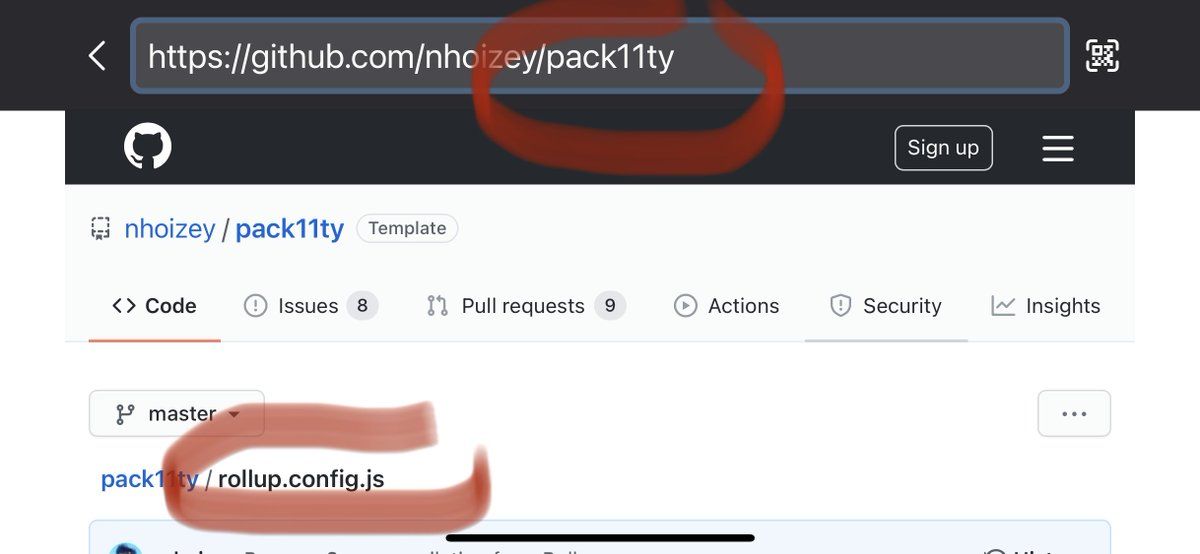 https://github.com/nhoizey/pack11ty
Sign up
nhoizey / pack11ty Template
Code Issues 8 Pull requests 9 Actions Security Insights
master
pack11ty / rollup.config.js